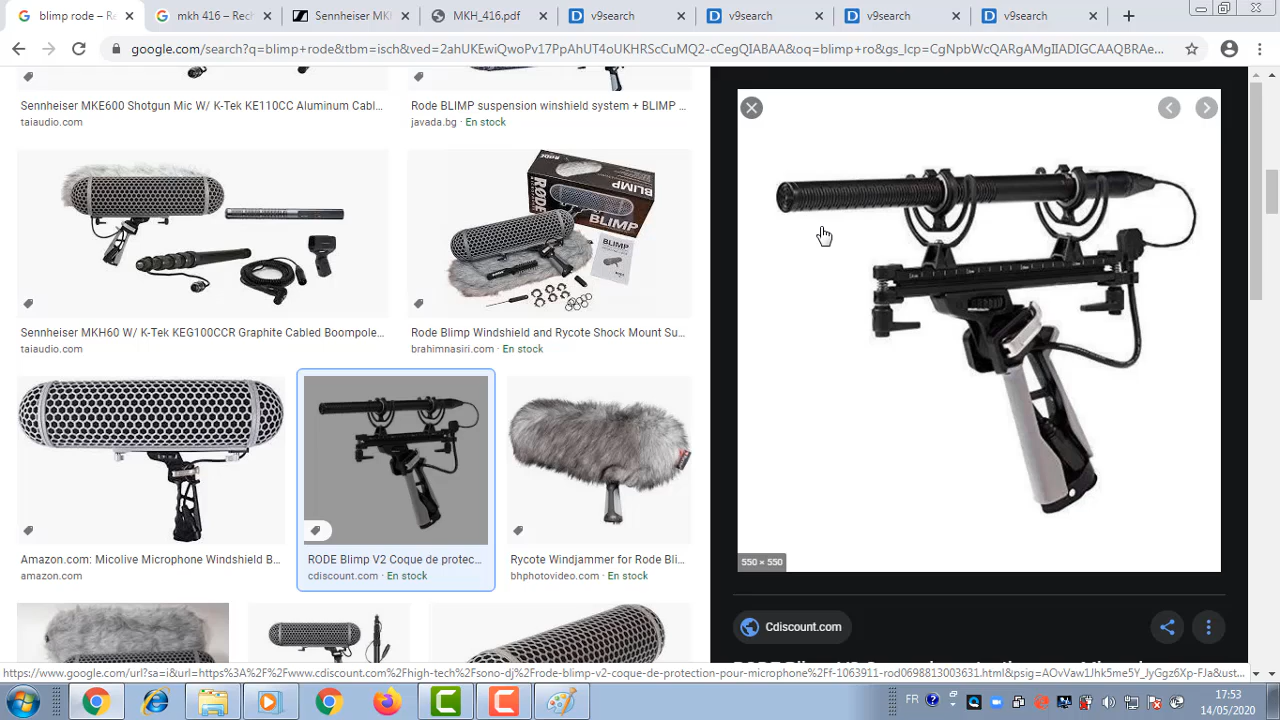 blimp rode – Re
mkh 416 – Rech
Sennheiser MKH
MKH_416.pdf
v9search
v9search
v9search
v9search
google.com/search?q=blimp+rode&tbm=isch&ved=2ahUKEwiQwoPv17PpAhUT4oUKHRScCuMQ2-cCegQIABAA&oq=blimp+ro&gs_lcp=CgNpbWcQARgAMgIIADIGCAAQBRAe...
Sennheiser MKE600 Shotgun Mic W/ K-Tek KE110CC Aluminum Cabl...
taiaudio.com
Rode BLIMP suspension winshield system + BLIMP ...
javada.bg · En stock
RODE
BLIMP
BLIMP
BLIMP
Sennheiser MKH60 W/ K-Tek KEG100CCR Graphite Cabled Boompole...
taiaudio.com
Rode Blimp Windshield and Rycote Shock Mount Su...
brahimnasiri.com · En stock
Amazon.com: Micolive Microphone Windshield B...
amazon.com
RODE Blimp V2 Coque de protec...
cdiscount.com · En stock
Rycote Windjammer for Rode Bli...
bhphotovideo.com · En stock
550 × 550
Cdiscount.com
https://www.google.com/url?sa=i&url=https%3A%2F%2Fwww.cdiscount.com%2Fhigh-tech%2Fsono-dj%2Frode-blimp-v2-coque-de-protection-pour-microphone%2Ff-1063911-rod0698813003631.html&psig=AOvVaw1Jhk5me5Y_JyGgz6Xp-FJa&ust...
FR
17:53
14/05/2020